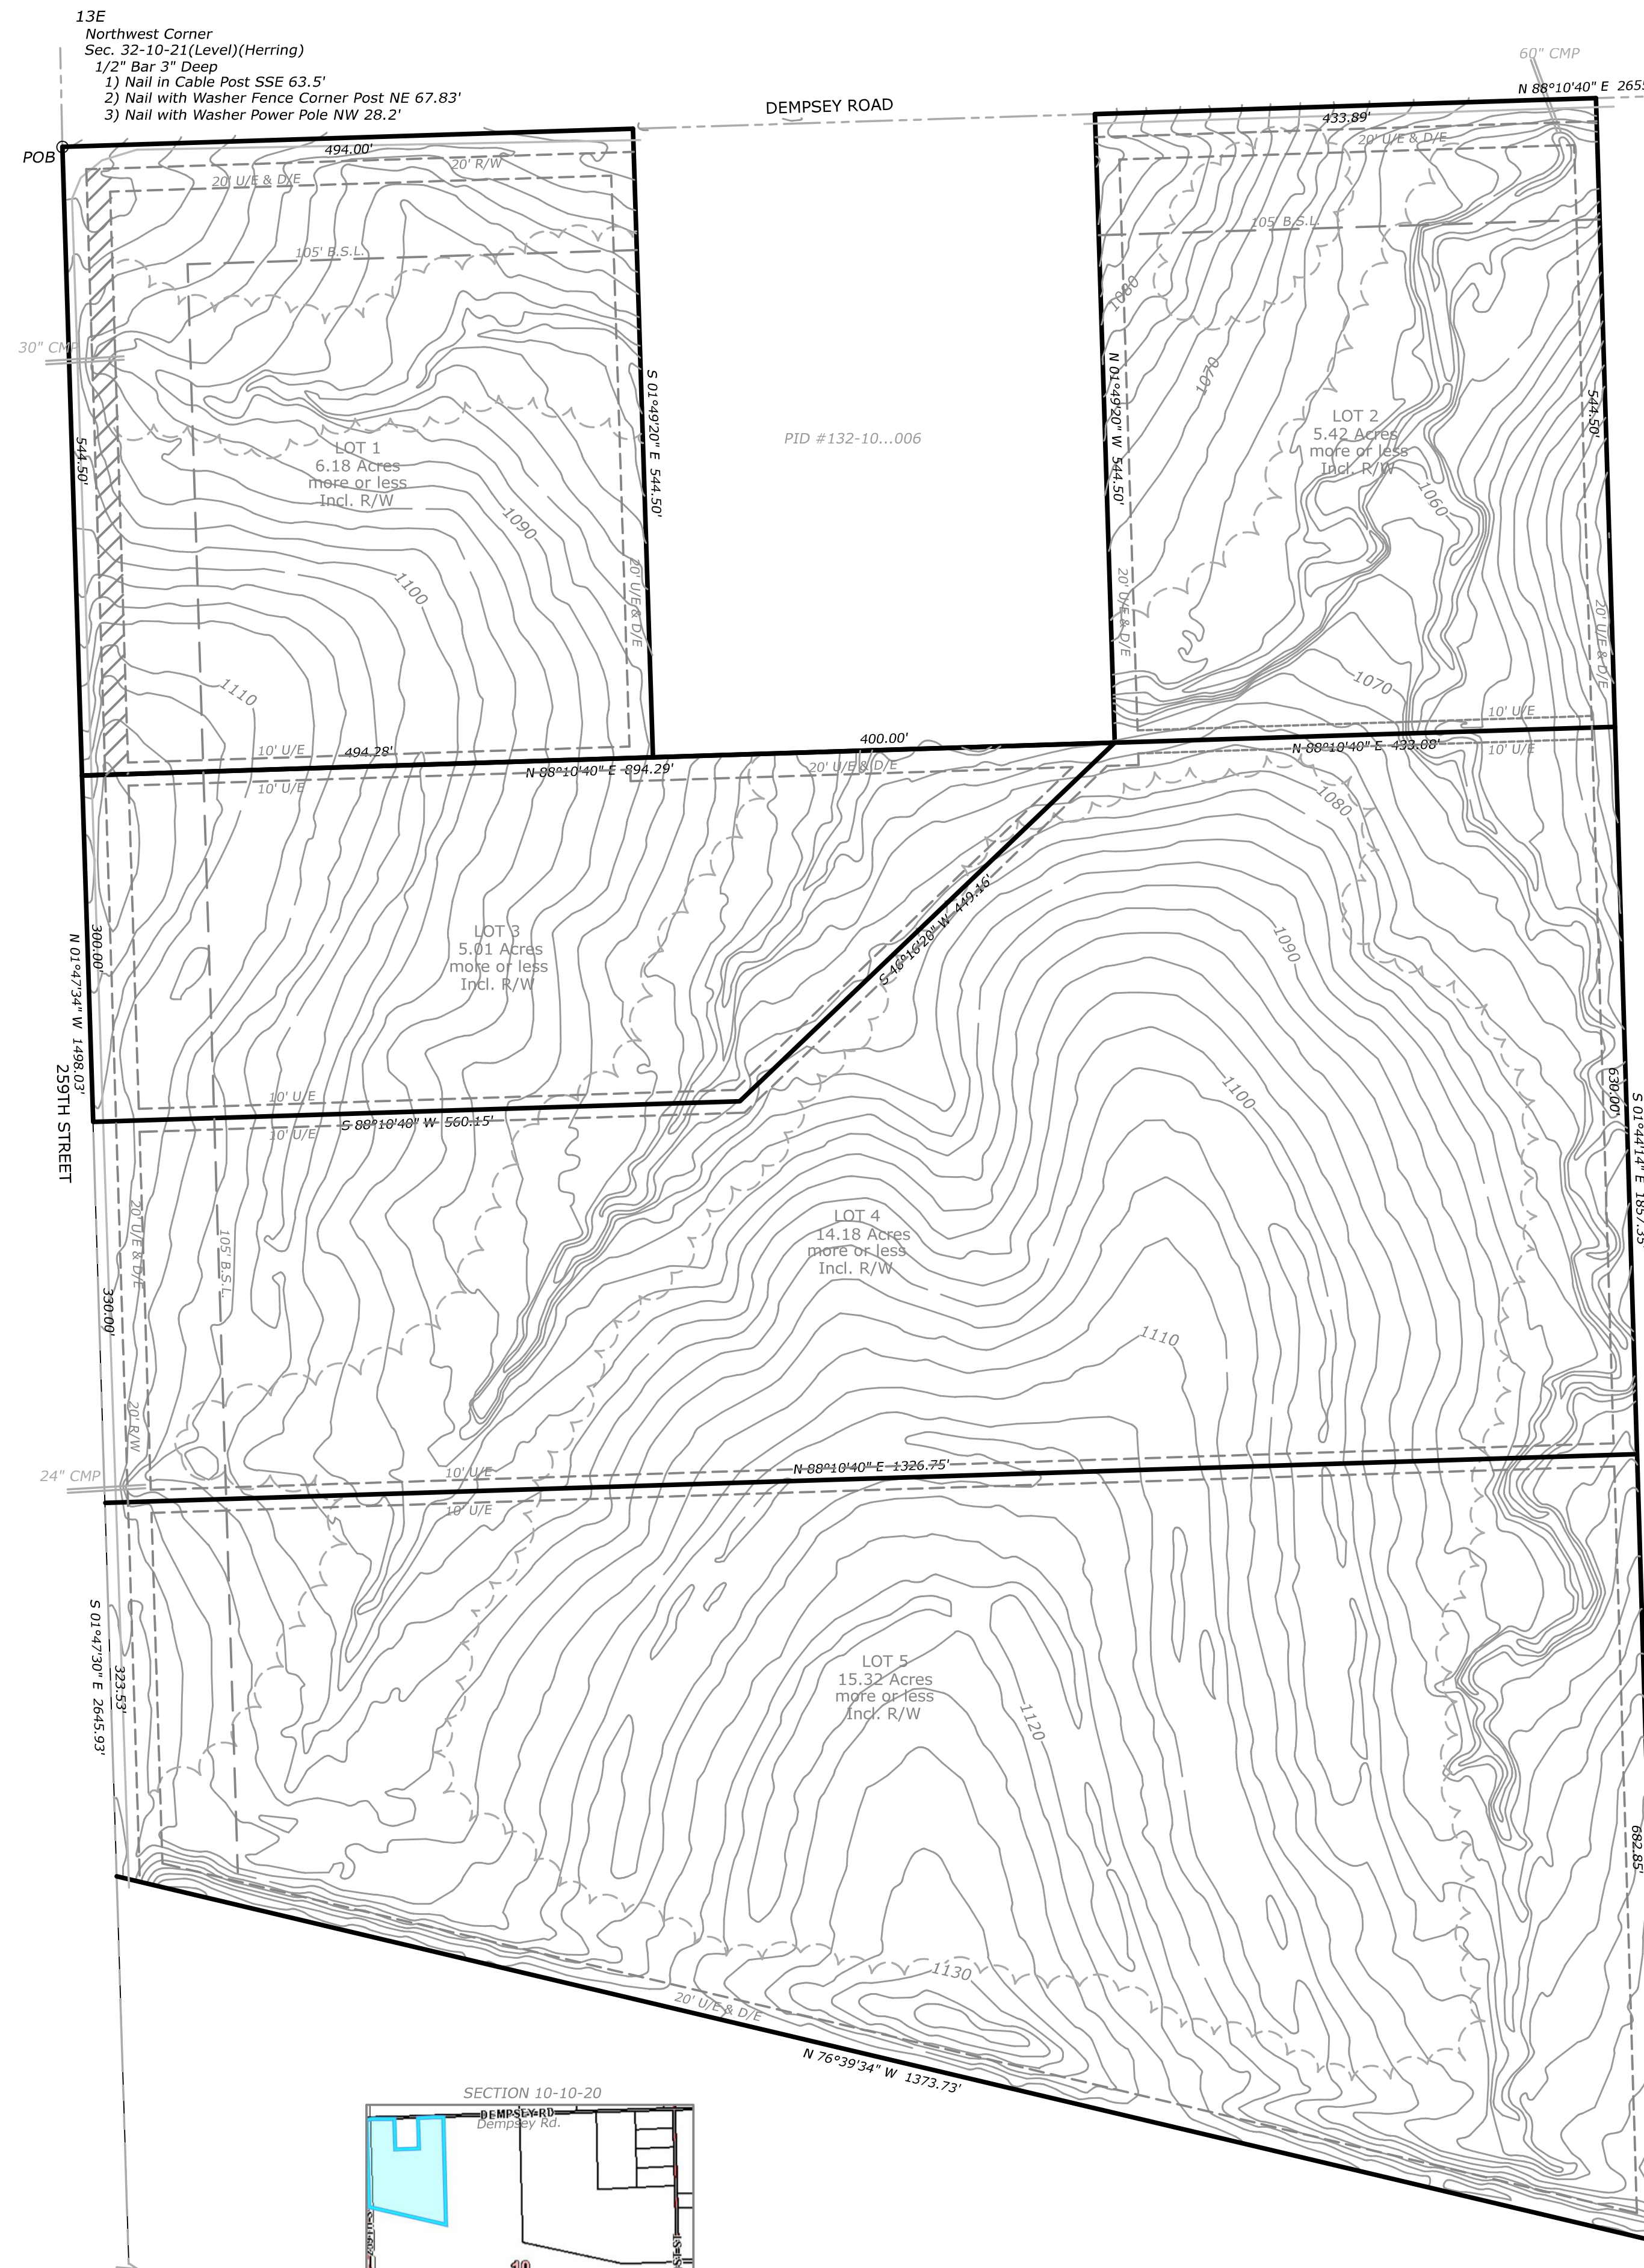 13E
Northwest Corner
Sec. 32-10-21(Level)(Herring)
1/2" Bar 3" Deep
1) Nail in Cable Post SSE 63.5'
2) Nail with Washer Fence Corner Post NE 67.83'
3) Nail with Washer Power Pole NW 28.2'
60" CMP
N 88°10'40" E
DEMPSEY ROAD
433.89'
POB
494.00'
20' R/W
20' U/E & D/E
20' U/E & D/E
105' B.S.L.
105' B.S.L.
1080
30" CMP
544.50'
S 01°49'20" E 544.50'
PID #132-10...006
N 01°49'20" W 544.50'
1070
LOT 2
5.42 Acres
more or less
Incl. R/W
544.50'
LOT 1
6.18 Acres
more or less
Incl. R/W
1090
1060
1100
20' U/E & D/E
20' U/E & D/E
20' U/E & D/E
1110
1070
10' U/E
10' U/E
494.28'
400.00'
N 88°10'40" E 433.08'
10' U/E
N 88°10'40" E 894.29'
20' U/E & D/E
10' U/E
1080
LOT 3
5.01 Acres
more or less
Incl. R/W
300.00'
N 01°47'34" W 1498.03'
S 46°16'20" W 449.16'
1090
259TH STREET
10' U/E
S 88°10'40" W 560.15'
10' U/E
1100
630.00'
S 01°44'14" E 1857.35'
20' U/E & D/E
105' B.S.L.
LOT 4
14.18 Acres
more or less
Incl. R/W
330.00'
1110
20' R/W
24" CMP
10' U/E
N 88°10'40" E 1326.75'
10' U/E
S 01°47'30" E 2645.93'
323.53'
LOT 5
15.32 Acres
more or less
Incl. R/W
1120
682.85'
1130
20' U/E & D/E
N 76°39'34" W 1373.73'
SECTION 10-10-20
DEMPSEY RD
Dempsey Rd.